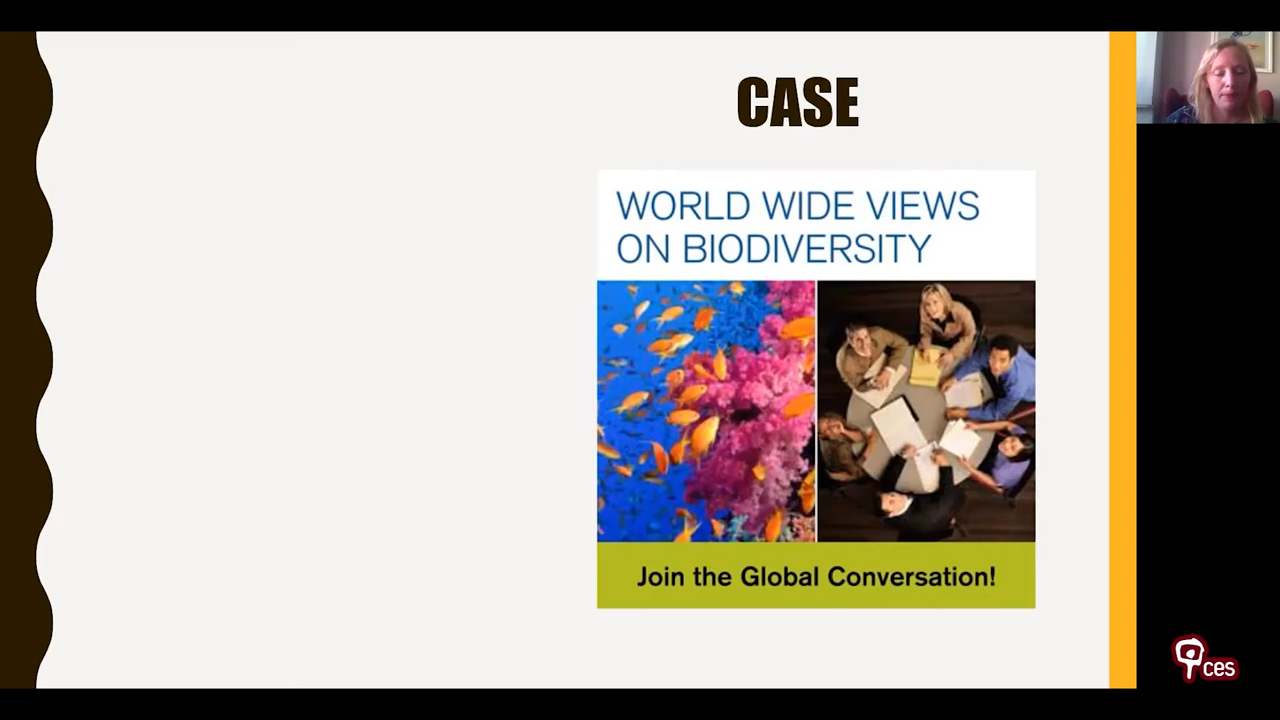 CASE
WORLD WIDE VIEWS
ON BIODIVERSITY
Join the Global Conversation!
ces